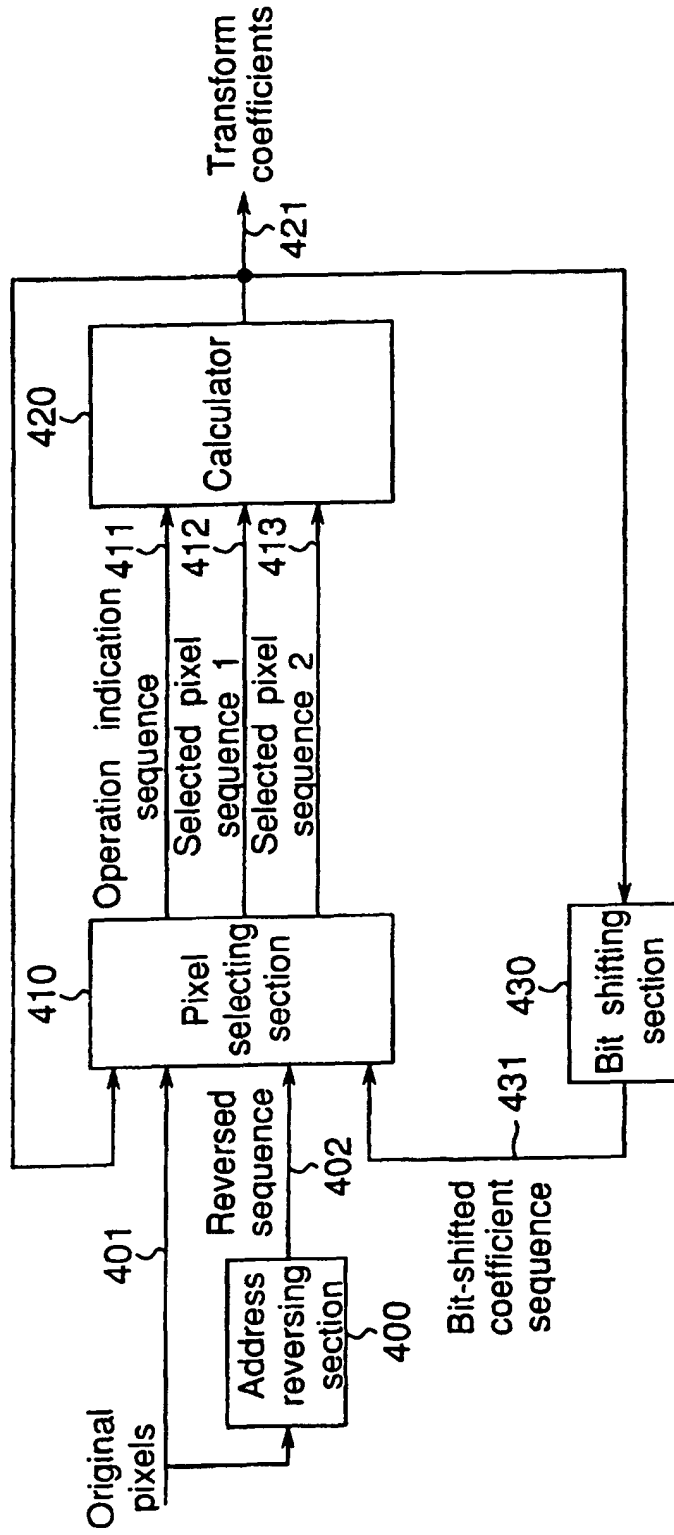 Original
pixels
401
Address
reversing
section
400
Reversed
sequence
402
410
Pixel
selecting
section
Operation indication
sequence
411
Selected pixel
sequence 1
412
Selected pixel
sequence 2
413
420
Calculator
421
Transform
coefficients
430
Bit shifting
section
431
Bit-shifted
coefficient
sequence